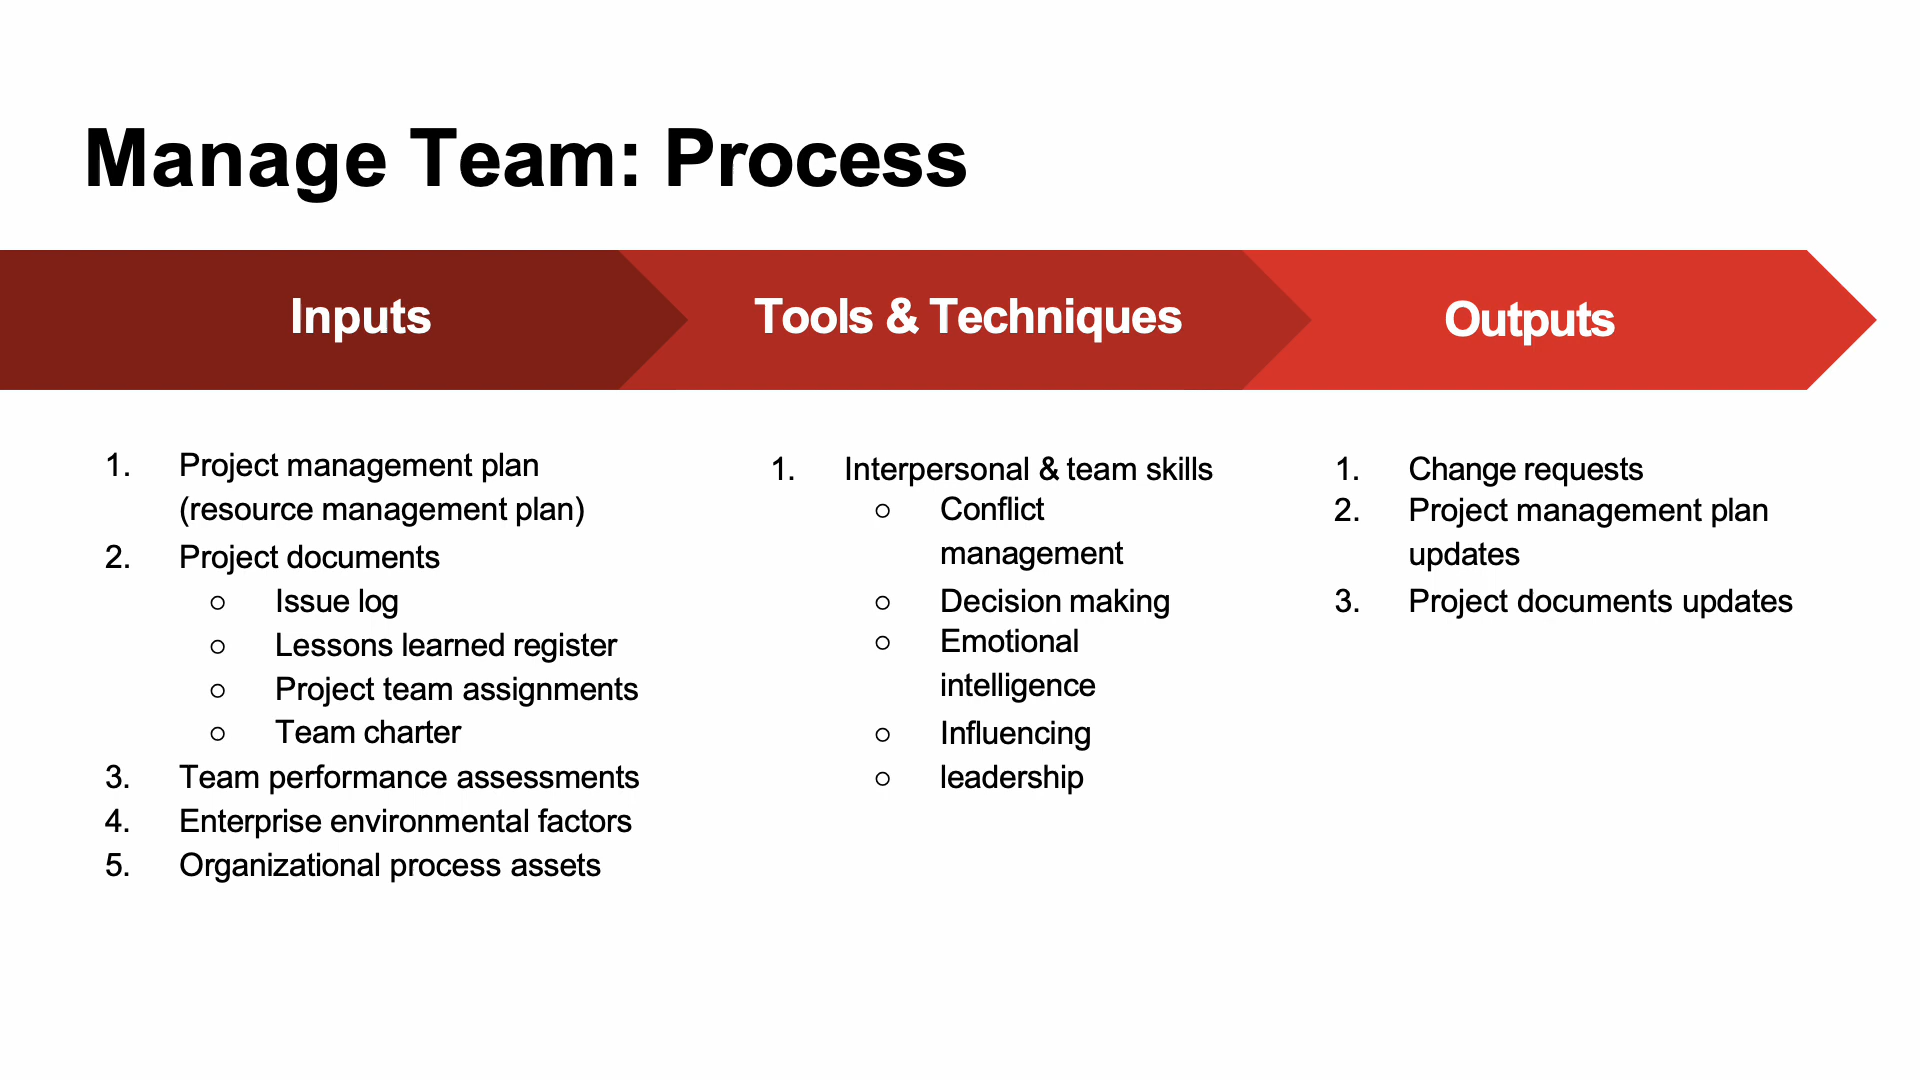 Manage Team: Process
Inputs
Tools & Techniques
Outputs
1. Project management plan
(resource management plan)
2. Project documents
○ Issue log
○ Lessons learned register
○ Project team assignments
○ Team charter
3. Team performance assessments
4. Enterprise environmental factors
5. Organizational process assets
1. Interpersonal & team skills
○ Conflict
management
○ Decision making
○ Emotional
intelligence
○ Influencing
○ leadership
1. Change requests
2. Project management plan
updates
3. Project documents updates